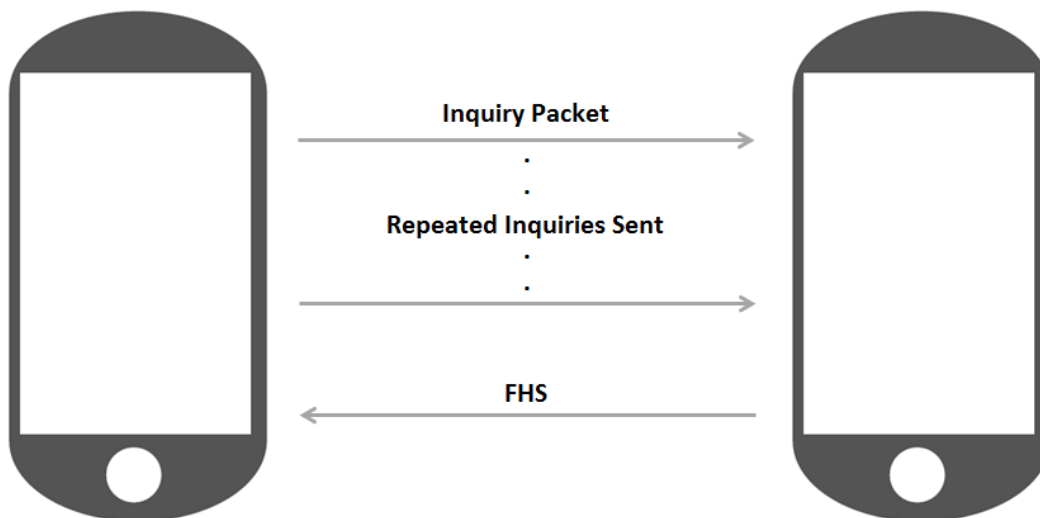 Inquiry Packet
.
.
Repeated Inquiries Sent
.
.
FHS